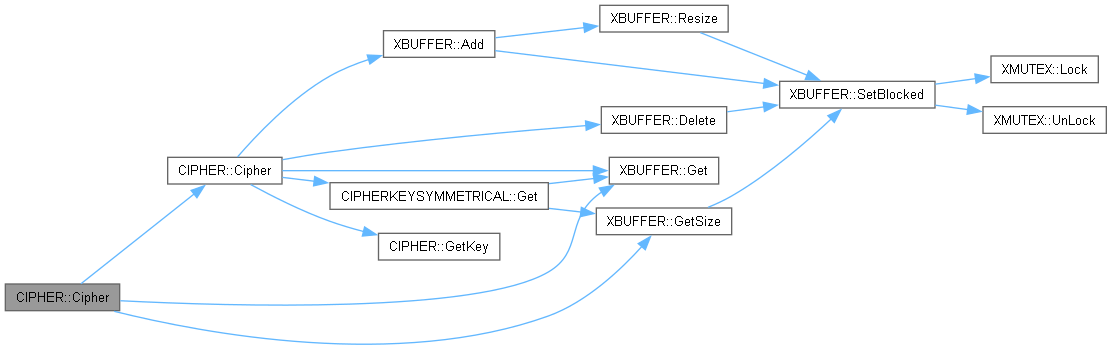 XBUFFER::Resize
XBUFFER::Add
XMUTEX::Lock
XBUFFER::SetBlocked
XBUFFER::Delete
XMUTEX::UnLock
CIPHER::Cipher
XBUFFER::Get
CIPHERKEYSYMMETRICAL::Get
XBUFFER::GetSize
CIPHER::GetKey
CIPHER::Cipher